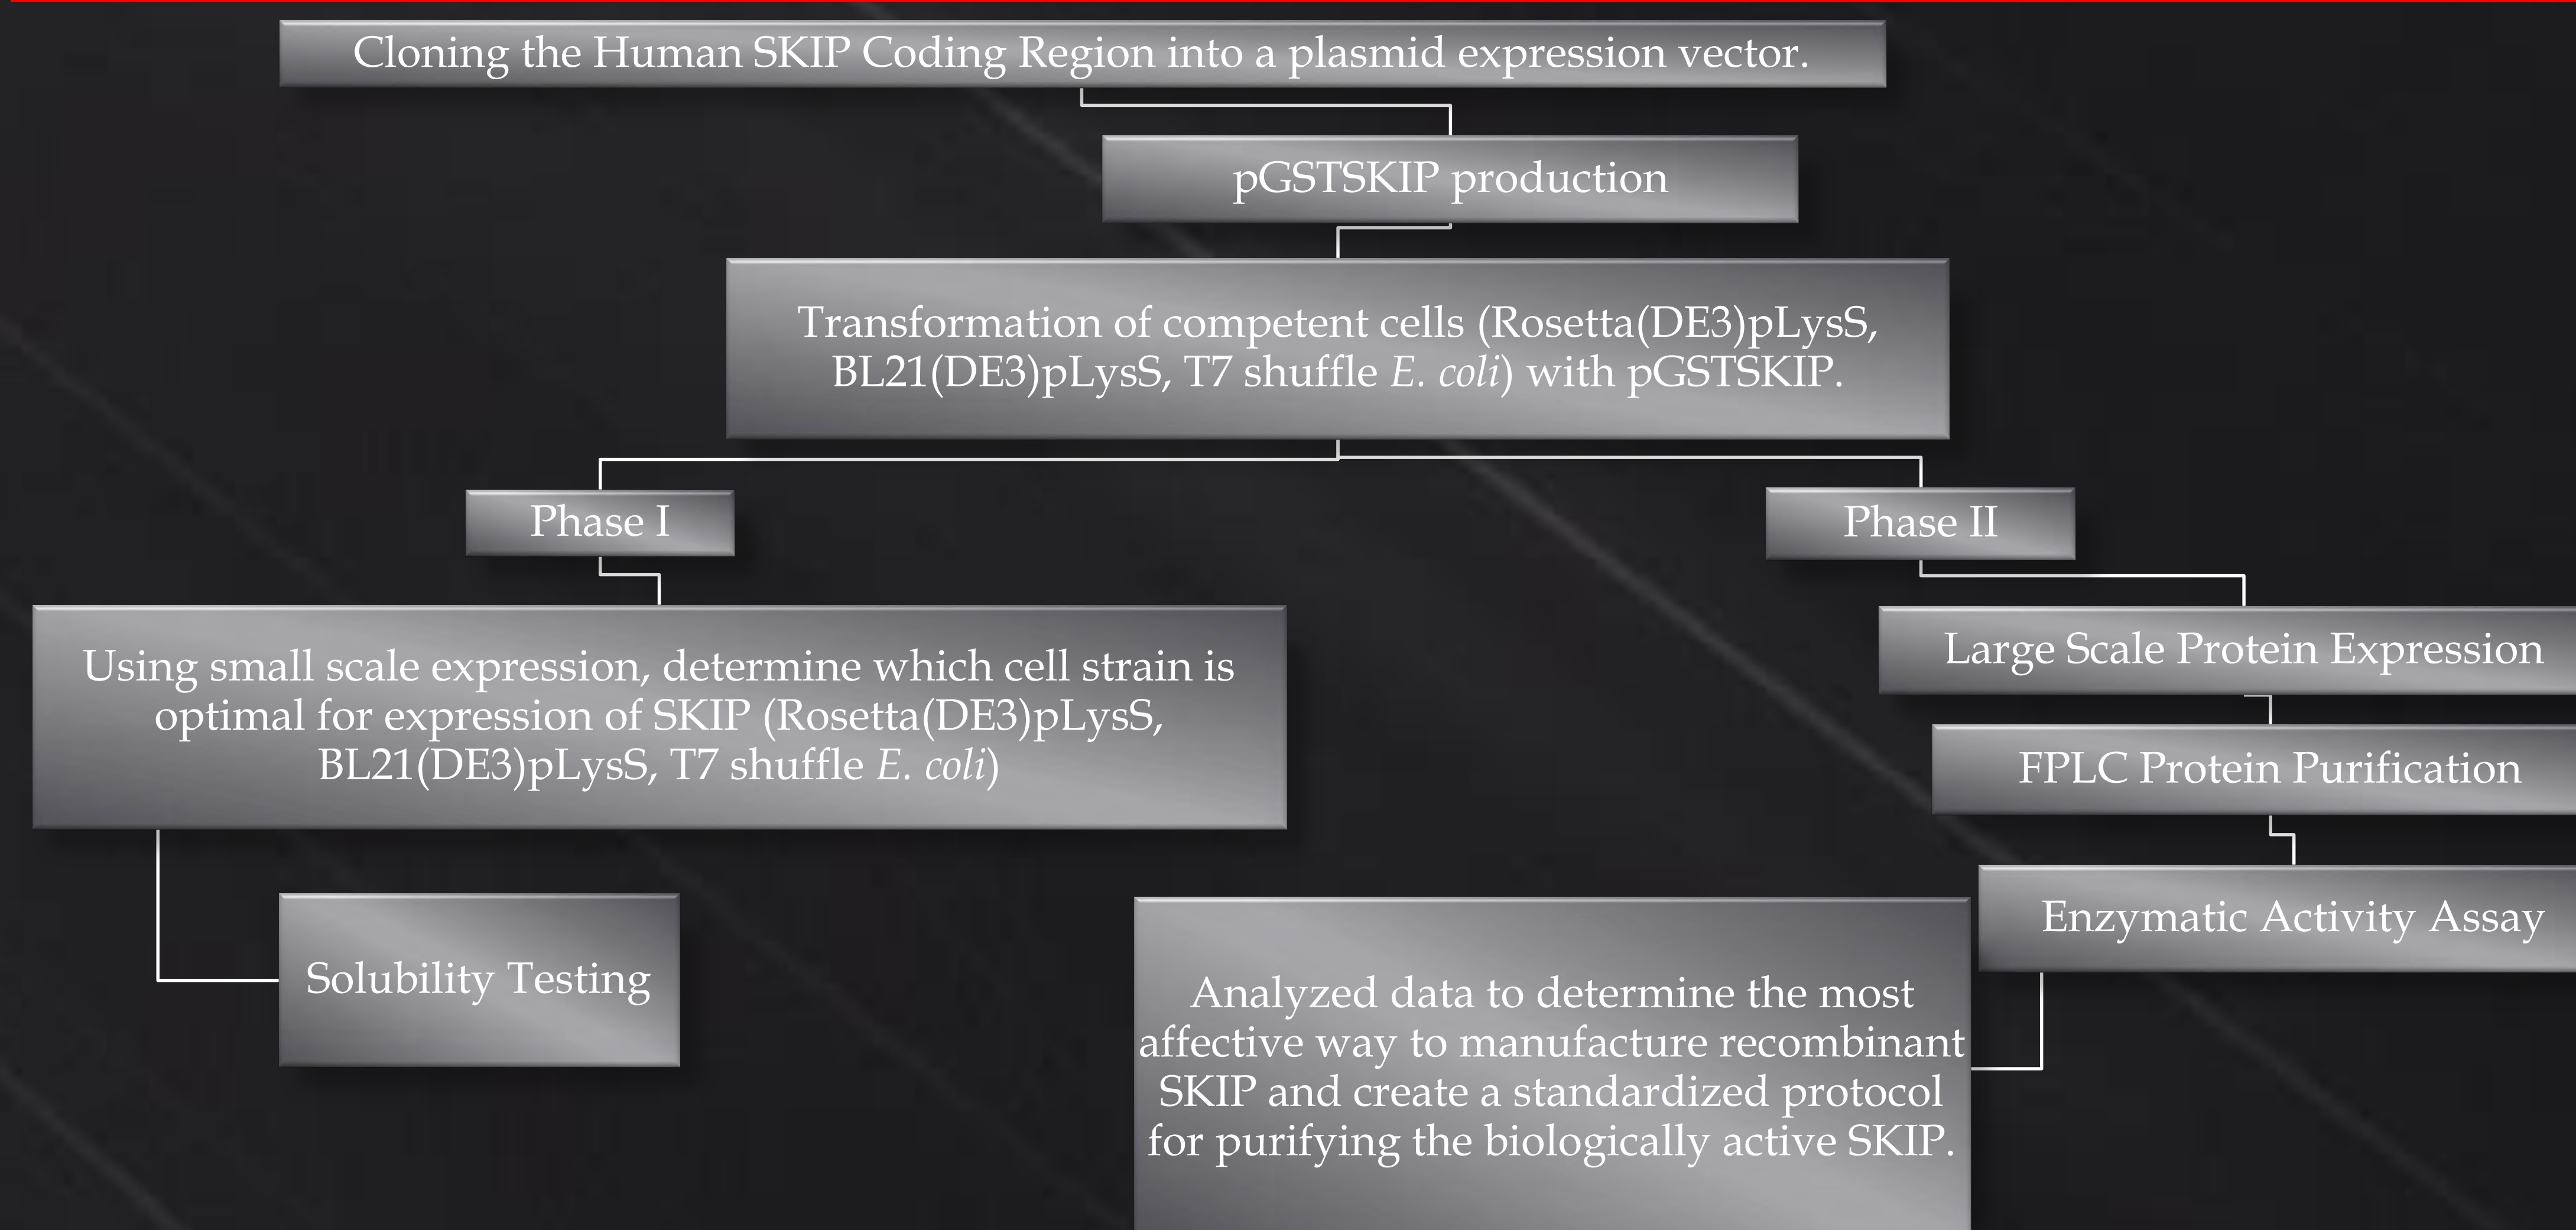 Cloning the Human SKIP Coding Region into a plasmid expression vector.
pGSTSKIP production
Transformation of competent cells (Rosetta(DE3)pLysS,
BL21(DE3)pLysS, T7 shuffle E. coli) with pGSTSKIP.
Phase I
Using small scale expression, determine which cell strain is
optimal for expression of SKIP (Rosetta(DE3)pLysS,
BL21(DE3)pLysS, T7 shuffle E. coli)
Solubility Testing
Phase II
Large Scale Protein Expression
FPLC Protein Purification
Enzymatic Activity Assay
Analyzed data to determine the most
affective way to manufacture recombinant
SKIP and create a standardized protocol
for purifying the biologically active SKIP.